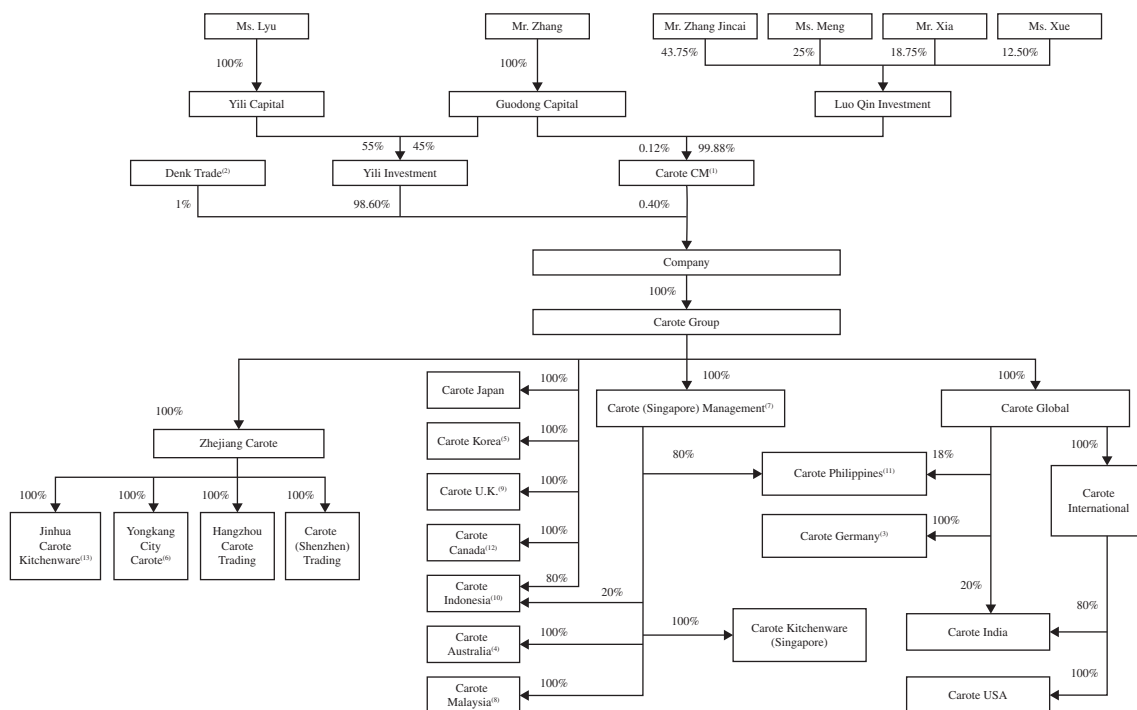 Ms. Lyu
Mr. Zhang
Mr. Zhang Jincai
Ms. Meng
Mr. Xia
Ms. Xue
100%
100%
43.75%
25%
18.75%
12.50%
Yili Capital
Guodong Capital
Luo Qin Investment
55%
45%
0.12%
99.88%
Denk Trade(2)
Yili Investment
Carote CM(1)
1%
98.60%
0.40%
Company
100%
Carote Group
100%
100%
100%
100%
Carote Japan
Carote (Singapore) Management(7)
Carote Global
Zhejiang Carote
100%
Carote Korea(5)
80%
18%
100%
Carote Philippines(11)
Carote
International
100%
100%
100%
100%
100%
Carote U.K.(9)
Jinhua
Carote
Kitchenware(13)
Yongkang
City
Carote(6)
Hangzhou
Carote
Trading
Carote
(Shenzhen)
Trading
100%
Carote
Canada(12)
100%
Carote Germany(3)
80%
Carote
Indonesia(10)
20%
20%
80%
100%
Carote
Australia(4)
100%
Carote Kitchenware
(Singapore)
Carote India
100%
Carote
Malaysia(8)
100%
Carote USA